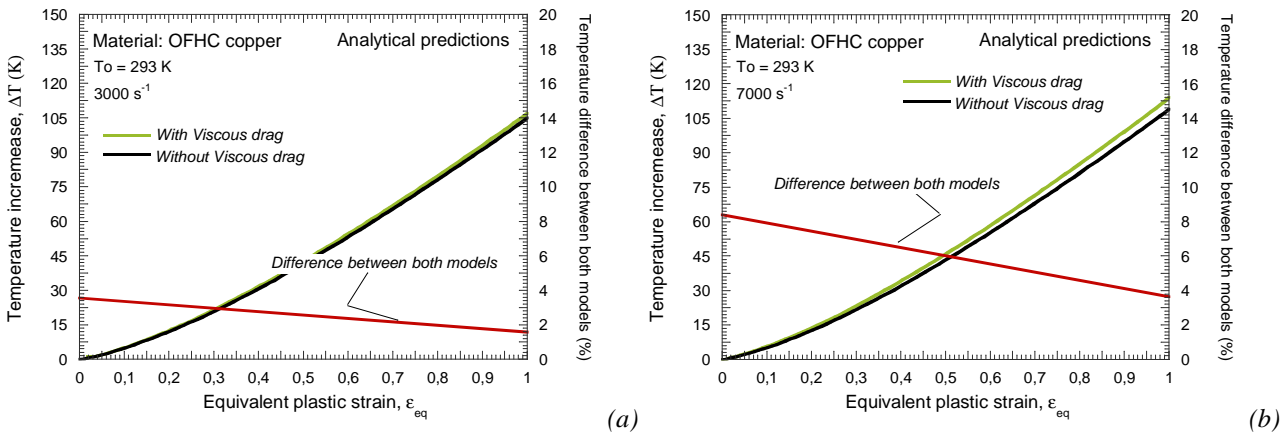 150
135
120
105
90
75
60
45
30
15
0
Temperature incremease, ΔT (K)
Material: OFHC copper
Analytical predictions
To = 293 K
3000 s-1
With Viscous drag
Without Viscous drag
Difference between both models
20
18
16
14
12
10
8
6
4
2
0
Temperature difference between both models (%)
0 0,1 0,2 0,3 0,4 0,5 0,6 0,7 0,8 0,9 1
Equivalent plastic strain, εeq
(a)
150
135
120
105
90
75
60
45
30
15
0
Temperature incremease, ΔT (K)
Material: OFHC copper
Analytical predictions
To = 293 K
7000 s-1
With Viscous drag
Without Viscous drag
Difference between both models
20
18
16
14
12
10
8
6
4
2
0
Temperature difference between both models (%)
0 0,1 0,2 0,3 0,4 0,5 0,6 0,7 0,8 0,9 1
Equivalent plastic strain, εeq
(b)